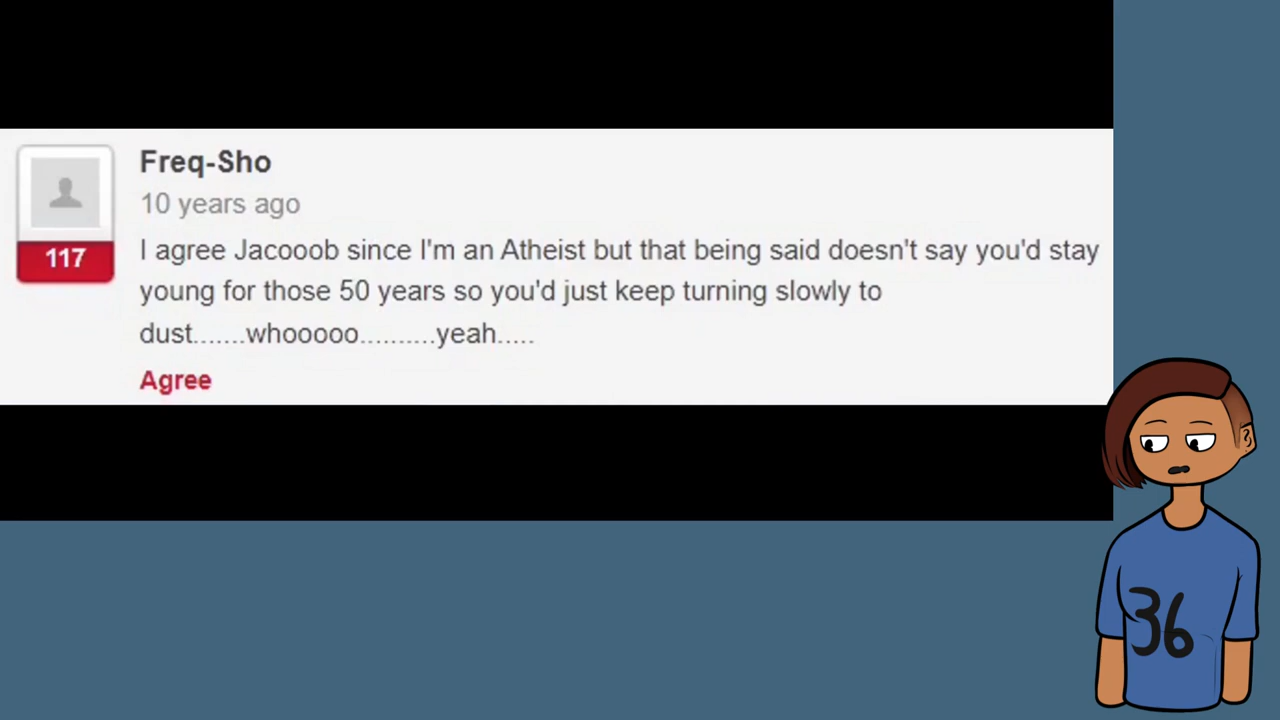 Freq-Sho
10 years ago
117
I agree Jacooob since I'm an Atheist but that being said doesn't say you'd stay
young for those 50 years so you'd just keep turning slowly to
dust.......whooooo..........yeah.....
Agree
36